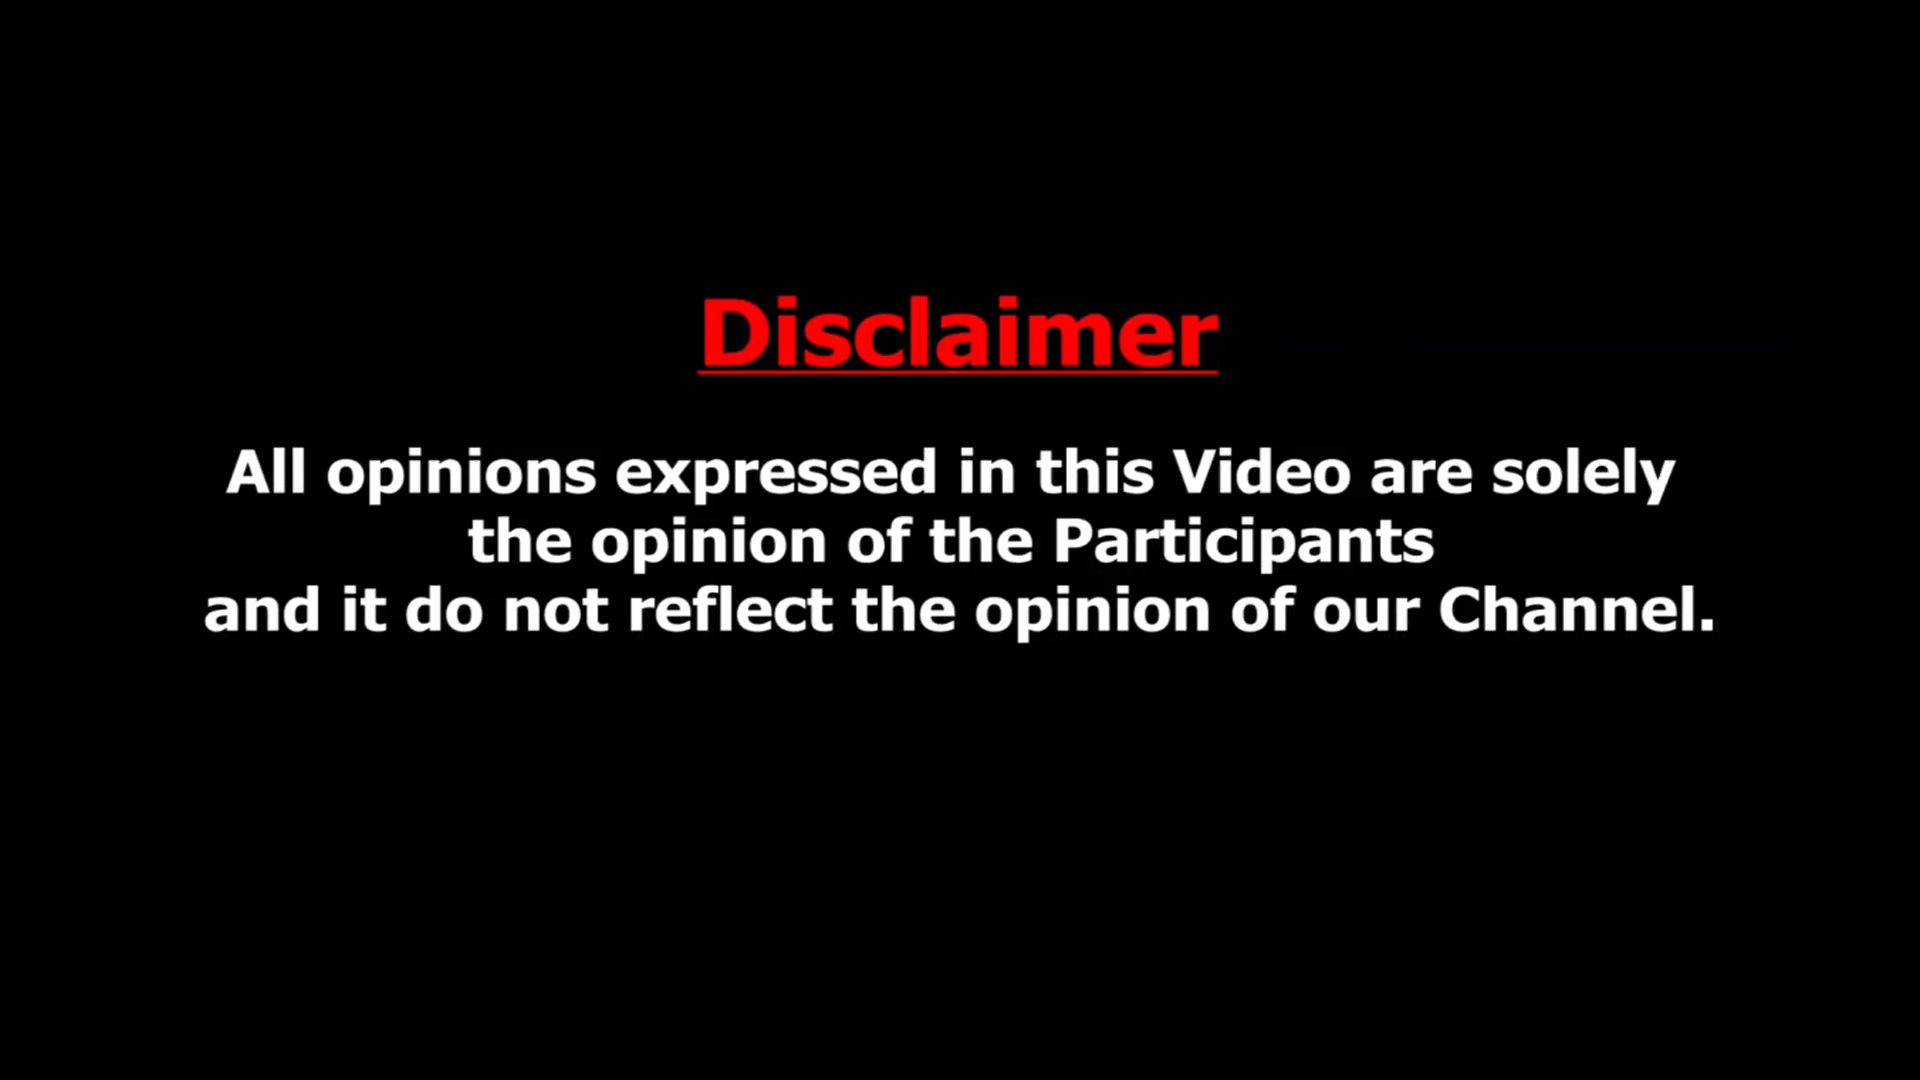 Disclaimer
All opinions expressed in this Video are solely
the opinion of the Participants
and it do not reflect the opinion of our Channel.